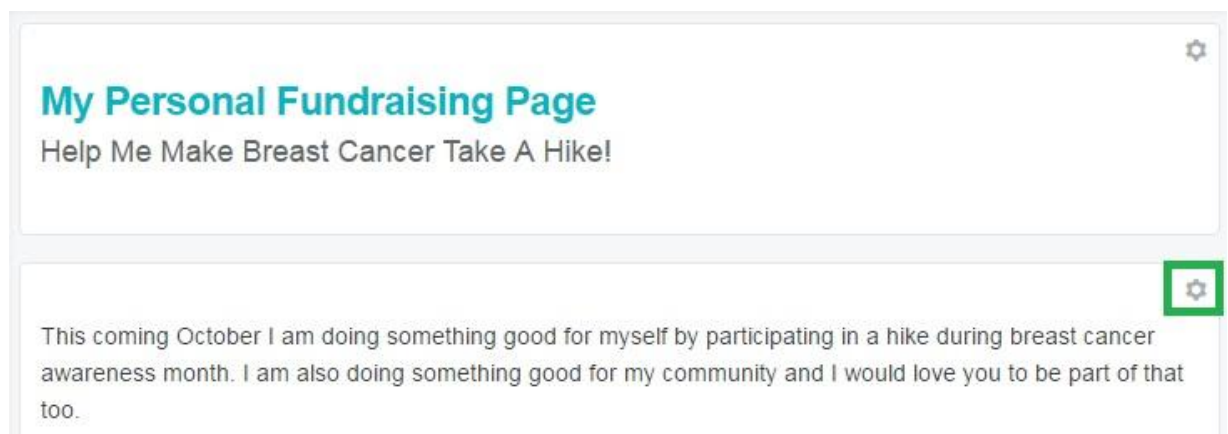 My Personal Fundraising Page
Help Me Make Breast Cancer Take A Hike!
This coming October I am doing something good for myself by participating in a hike during breast cancer
awareness month. I am also doing something good for my community and I would love you to be part of that
too.